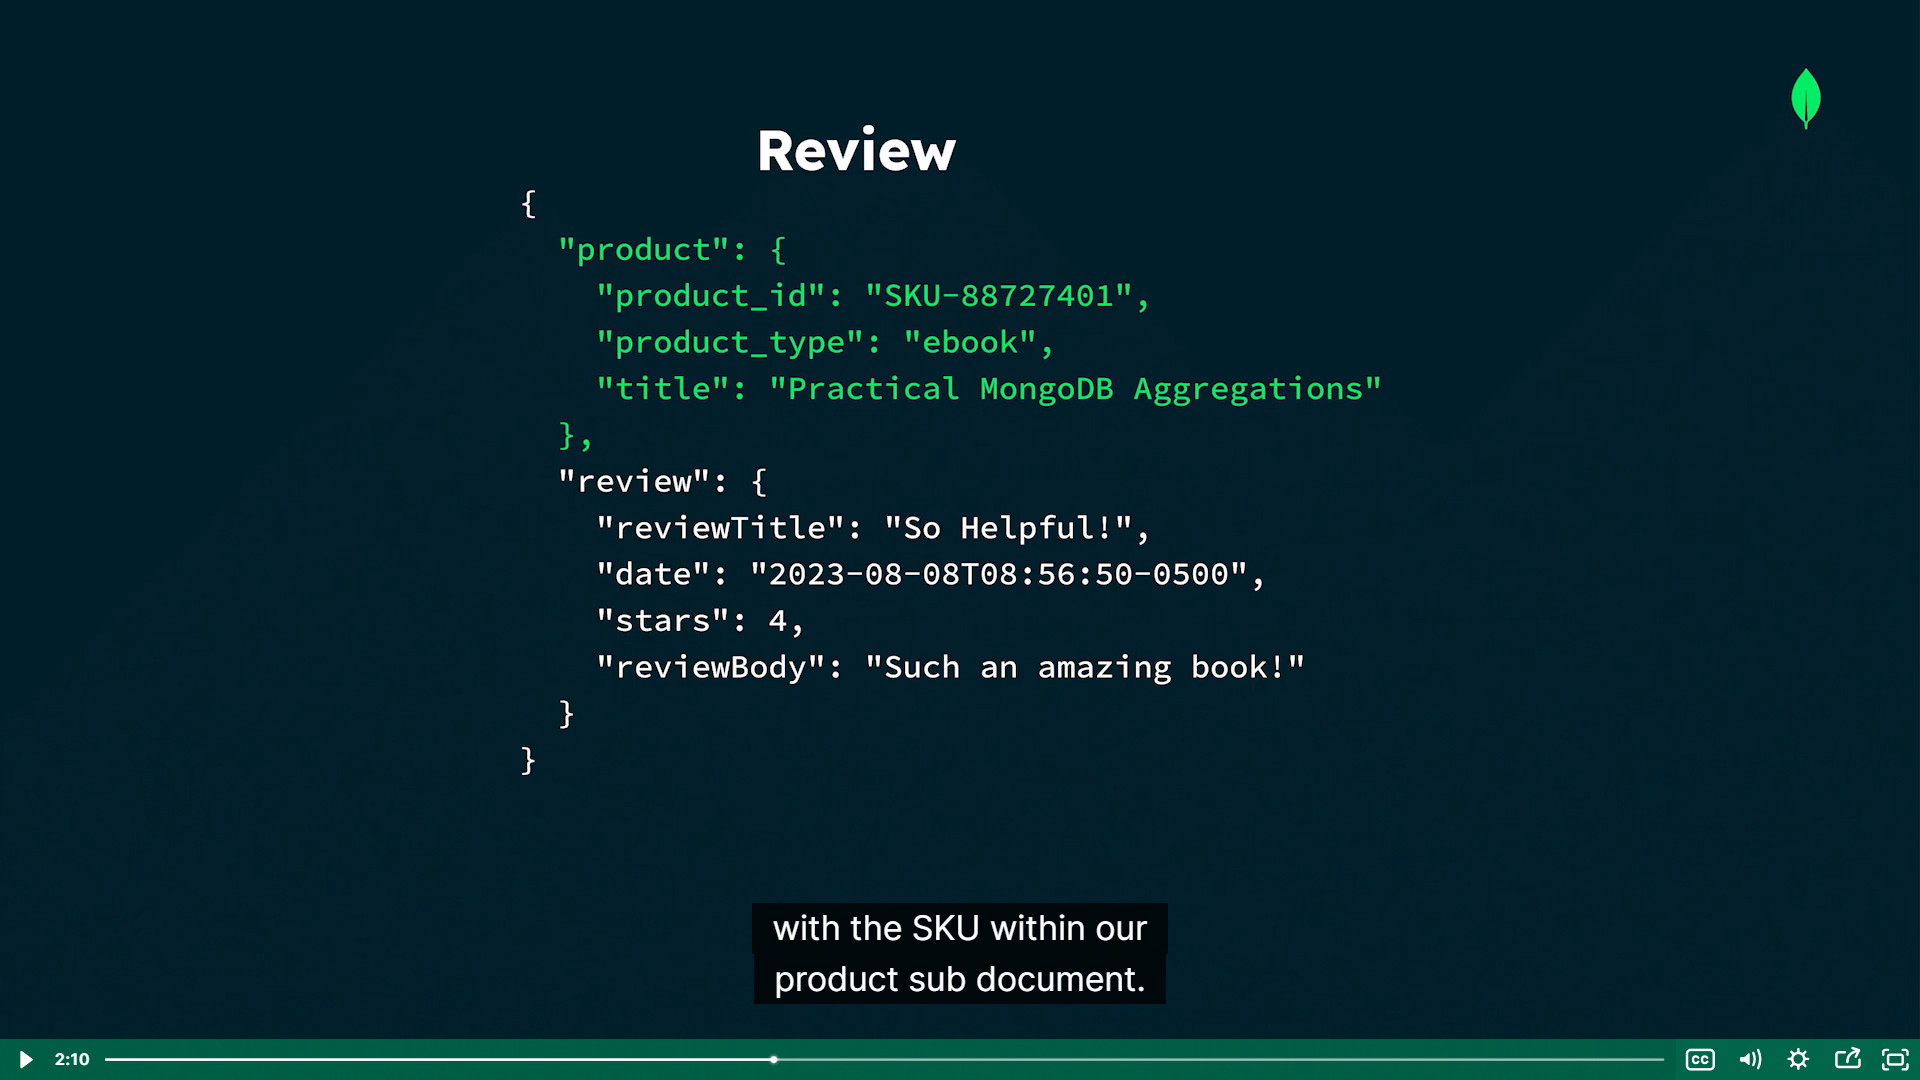 Review
{
"product": {
"product_id": "SKU-88727401",
"product_type": "ebook",
"title": "Practical MongoDB Aggregations"
},
"review": {
"reviewTitle": "So Helpful!",
"date": "2023-08-08T08:56:50-0500",
"stars": 4,
"reviewBody": "Such an amazing book!"
}
}
with the SKU within our
product sub document.
2:10
CC